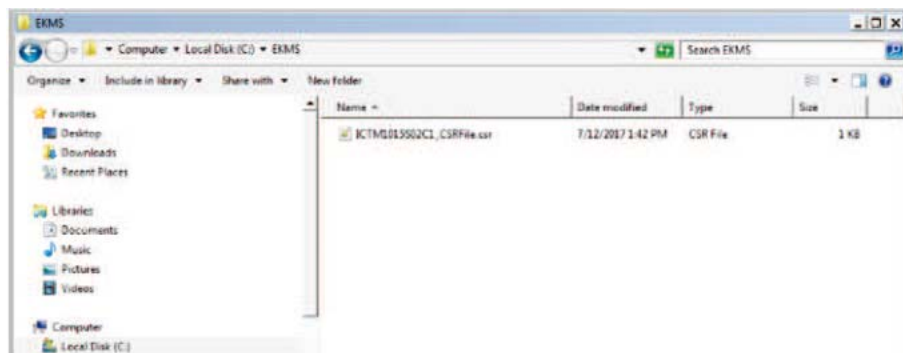 EKMS
Computer Local Disk (C:) EKMS
Search EKMS
Organize Include in library Share with New folder
Name Date modified Type Size
Favorites
ICTM1015S02C1_CSRFile.csr 7/12/2017 1:42 PM CSR File 1 KB
Desktop
Downloads
Recent Places
Libraries
Documents
Music
Pictures
Videos
Computer
Local Disk (C:)